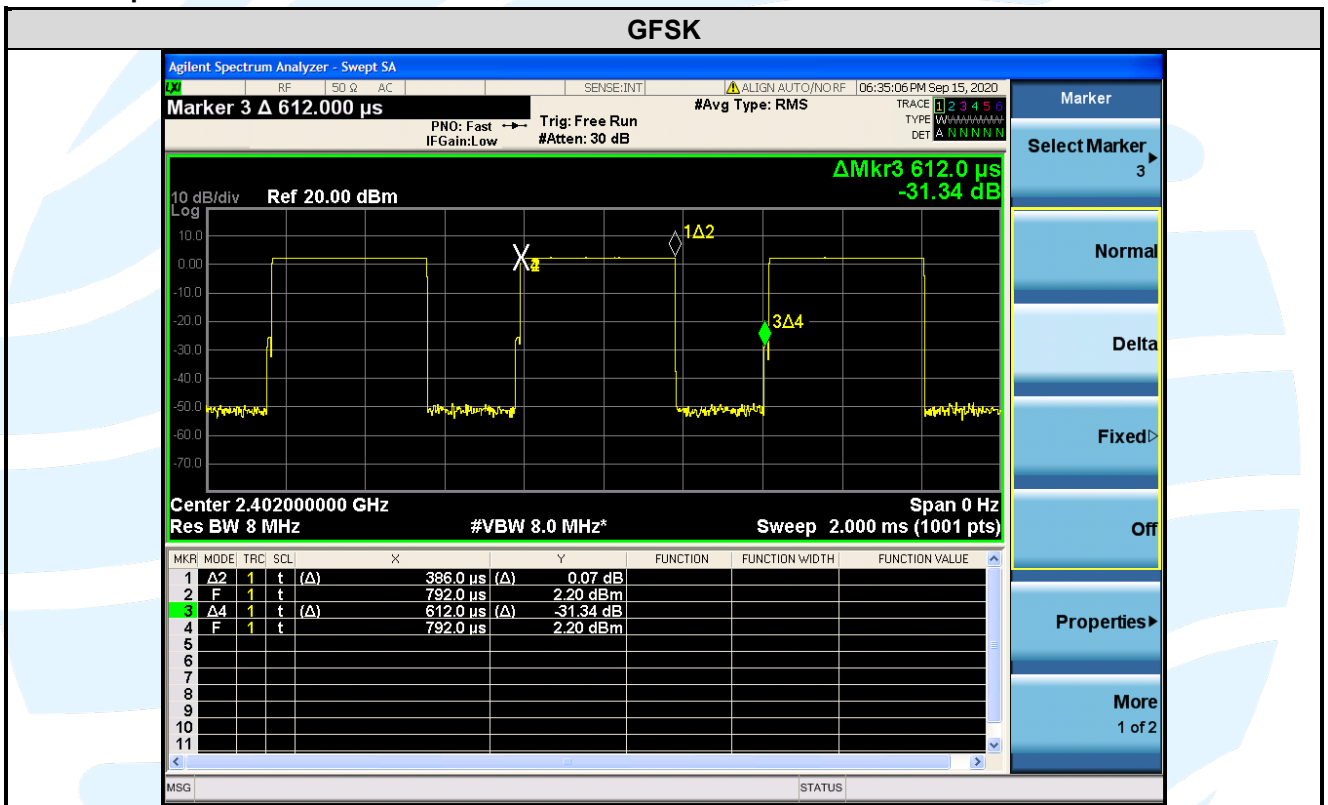 GFSK
Agilent Spectrum Analyzer - Swept SA
LXI RF 50 Ω AC SENSE:INT ALIGN AUTO/NO RF 06:35:06 PM Sep 15, 2020
Marker 3 Δ 612.000 µs #Avg Type: RMS TRACE 1 2 3 4 5 6
PNO: Fast Trig: Free Run TYPE
IFGain:Low #Atten: 30 dB DET A N N N N N
ΔMkr3 612.0 µs
10 dB/div Ref 20.00 dBm -31.34 dB
Log
10.0
0.00
-10.0
-20.0
-30.0
-40.0
-50.0
-60.0
-70.0
X
4
1Δ2
3Δ4
Center 2.402000000 GHz Span 0 Hz
Res BW 8 MHz #VBW 8.0 MHz* Sweep 2.000 ms (1001 pts)
MKR MODE TRC SCL X Y FUNCTION FUNCTION WIDTH FUNCTION VALUE
1 Δ2 1 t (Δ) 386.0 µs (Δ) 0.07 dB
2 F 1 t 792.0 µs 2.20 dBm
3 Δ4 1 t (Δ) 612.0 µs (Δ) -31.34 dB
4 F 1 t 792.0 µs 2.20 dBm
5
6
7
8
9
10
11
MSG STATUS
Marker
Select Marker
3
Normal
Delta
Fixed
Off
Properties
More
1 of 2